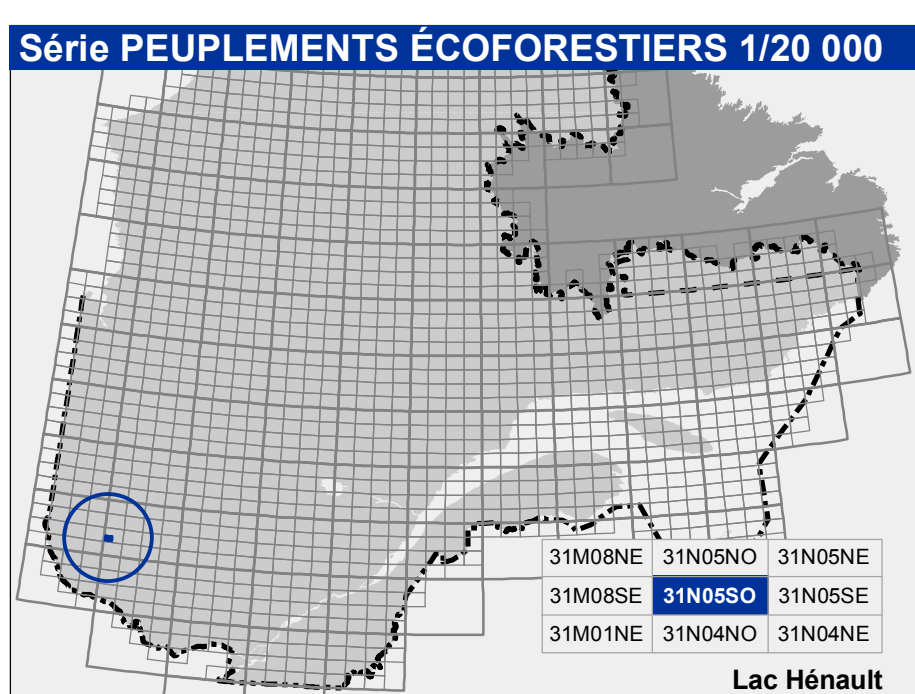 Série PEUPLEMENTS ÉCOFORESTIERS 1/20 000
31M08NE 31N05NO 31N05NE
31M08SE 31N05SO 31N05SE
31M01NE 31N04NO 31N04NE
Lac Hénault